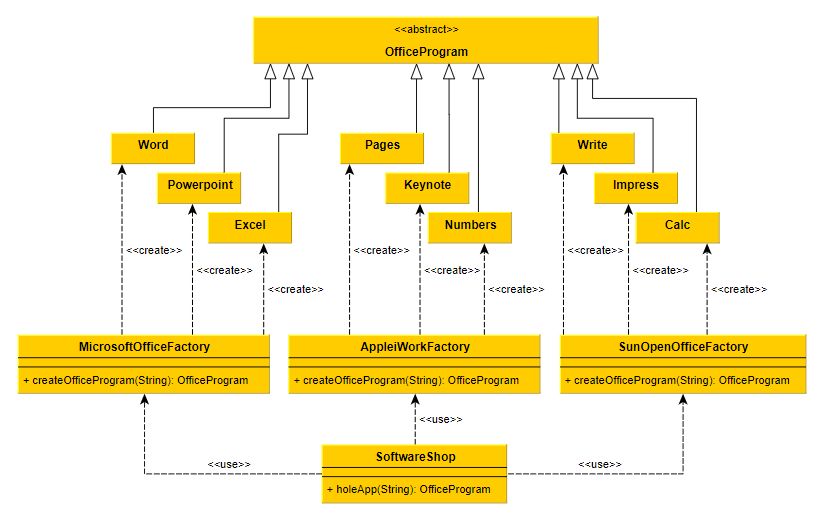 <<abstract>>
OfficeProgram
Word
Pages
Write
Powerpoint
Keynote
Impress
Excel
Numbers
Calc
<<create>>
<<create>>
<<create>>
<<create>>
<<create>>
<<create>>
<<create>>
<<create>>
<<create>>
MicrosoftOfficeFactory
+ createOfficeProgram(String): OfficeProgram
AppleiWorkFactory
+ createOfficeProgram(String): OfficeProgram
SunOpenOfficeFactory
+ createOfficeProgram(String): OfficeProgram
<<use>>
<<use>>
<<use>>
SoftwareShop
+ holeApp(String): OfficeProgram